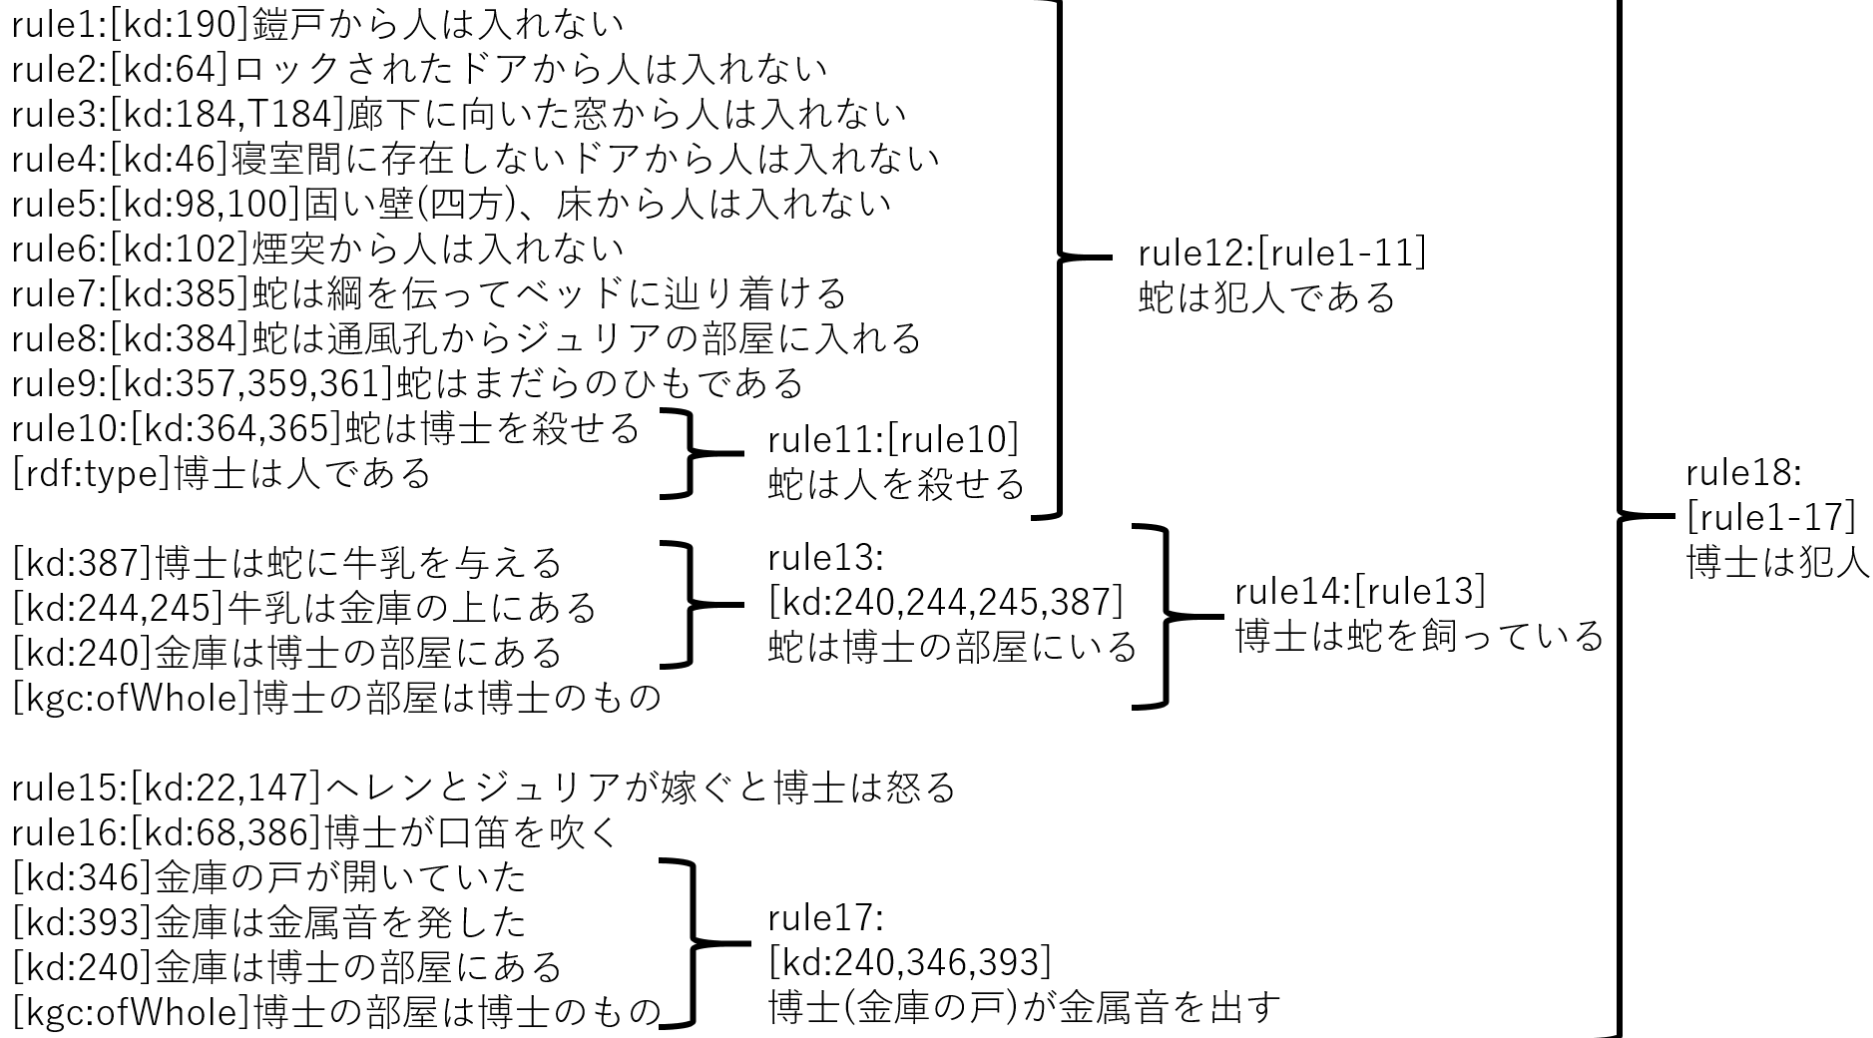 rule1:[kd:190]鎧戸から人は入れない
rule2:[kd:64]ロックされたドアから人は入れない
rule3:[kd:184,T184]廊下に向いた窓から人は入れない
rule4:[kd:46]寝室間に存在しないドアから人は入れない
rule5:[kd:98,100]固い壁(四方)、床から人は入れない
rule6:[kd:102]煙突から人は入れない
rule7:[kd:385]蛇は綱を伝ってベッドに辿り着ける
rule8:[kd:384]蛇は通風孔からジュリアの部屋に入れる
rule9:[kd:357,359,361]蛇はまだらのひもである
rule10:[kd:364,365]蛇は博士を殺せる
[rdf:type]博士は人である
rule11:[rule10]
蛇は人を殺せる
rule12:[rule1-11]
蛇は犯人である
[kd:387]博士は蛇に牛乳を与える
[kd:244,245]牛乳は金庫の上にある
[kd:240]金庫は博士の部屋にある
[kgc:ofWhole]博士の部屋は博士のもの
rule13:
[kd:240,244,245,387]
蛇は博士の部屋にいる
rule14:[rule13]
博士は蛇を飼っている
rule15:[kd:22,147]ヘレンとジュリアが嫁ぐと博士は怒る
rule16:[kd:68,386]博士が口笛を吹く
[kd:346]金庫の戸が開いていた
[kd:393]金庫は金属音を発した
[kd:240]金庫は博士の部屋にある
[kgc:ofWhole]博士の部屋は博士のもの
rule17:
[kd:240,346,393]
博士(金庫の戸)が金属音を出す
rule18:
[rule1-17]
博士は犯人